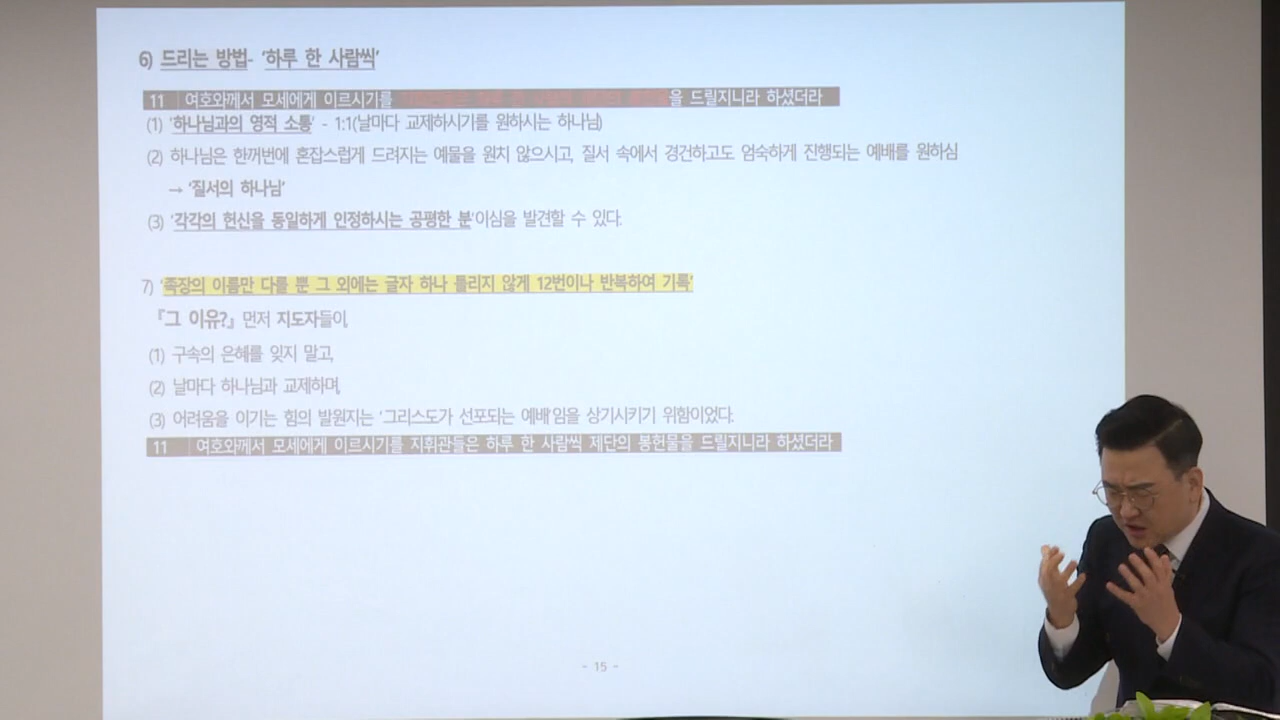 6) 드리는 방법- '하루 한 사람씩'
11 여호와께서 모세에게 이르시기를 을 드릴지니라 하셨더라
(1) '하나님과의 영적 소통' - 1:1(날마다 교제하시기를 원하시는 하나님)
(2) 하나님은 한꺼번에 혼잡스럽게 드려지는 예물을 원치 않으시고, 질서 속에서 경건하고도 엄숙하게 진행되는 예배를 원하심
→ '질서의 하나님'
(3) '각각의 헌신을 동일하게 인정하시는 공평한 분'이심을 발견할 수 있다.
7) '족장의 이름만 다를 뿐 그 외에는 글자 하나 틀리지 않게 12번이나 반복하여 기록'
『그 이유?』 먼저 지도자들이,
(1) 구속의 은혜를 잊지 말고,
(2) 날마다 하나님과 교제하며,
(3) 어려움을 이기는 힘의 발원지는 '그리스도가 선포되는 예배'임을 상기시키기 위함이었다.
11 여호와께서 모세에게 이르시기를 지휘관들은 하루 한 사람씩 제단의 봉헌물을 드릴지니라 하셨더라
- 15 -